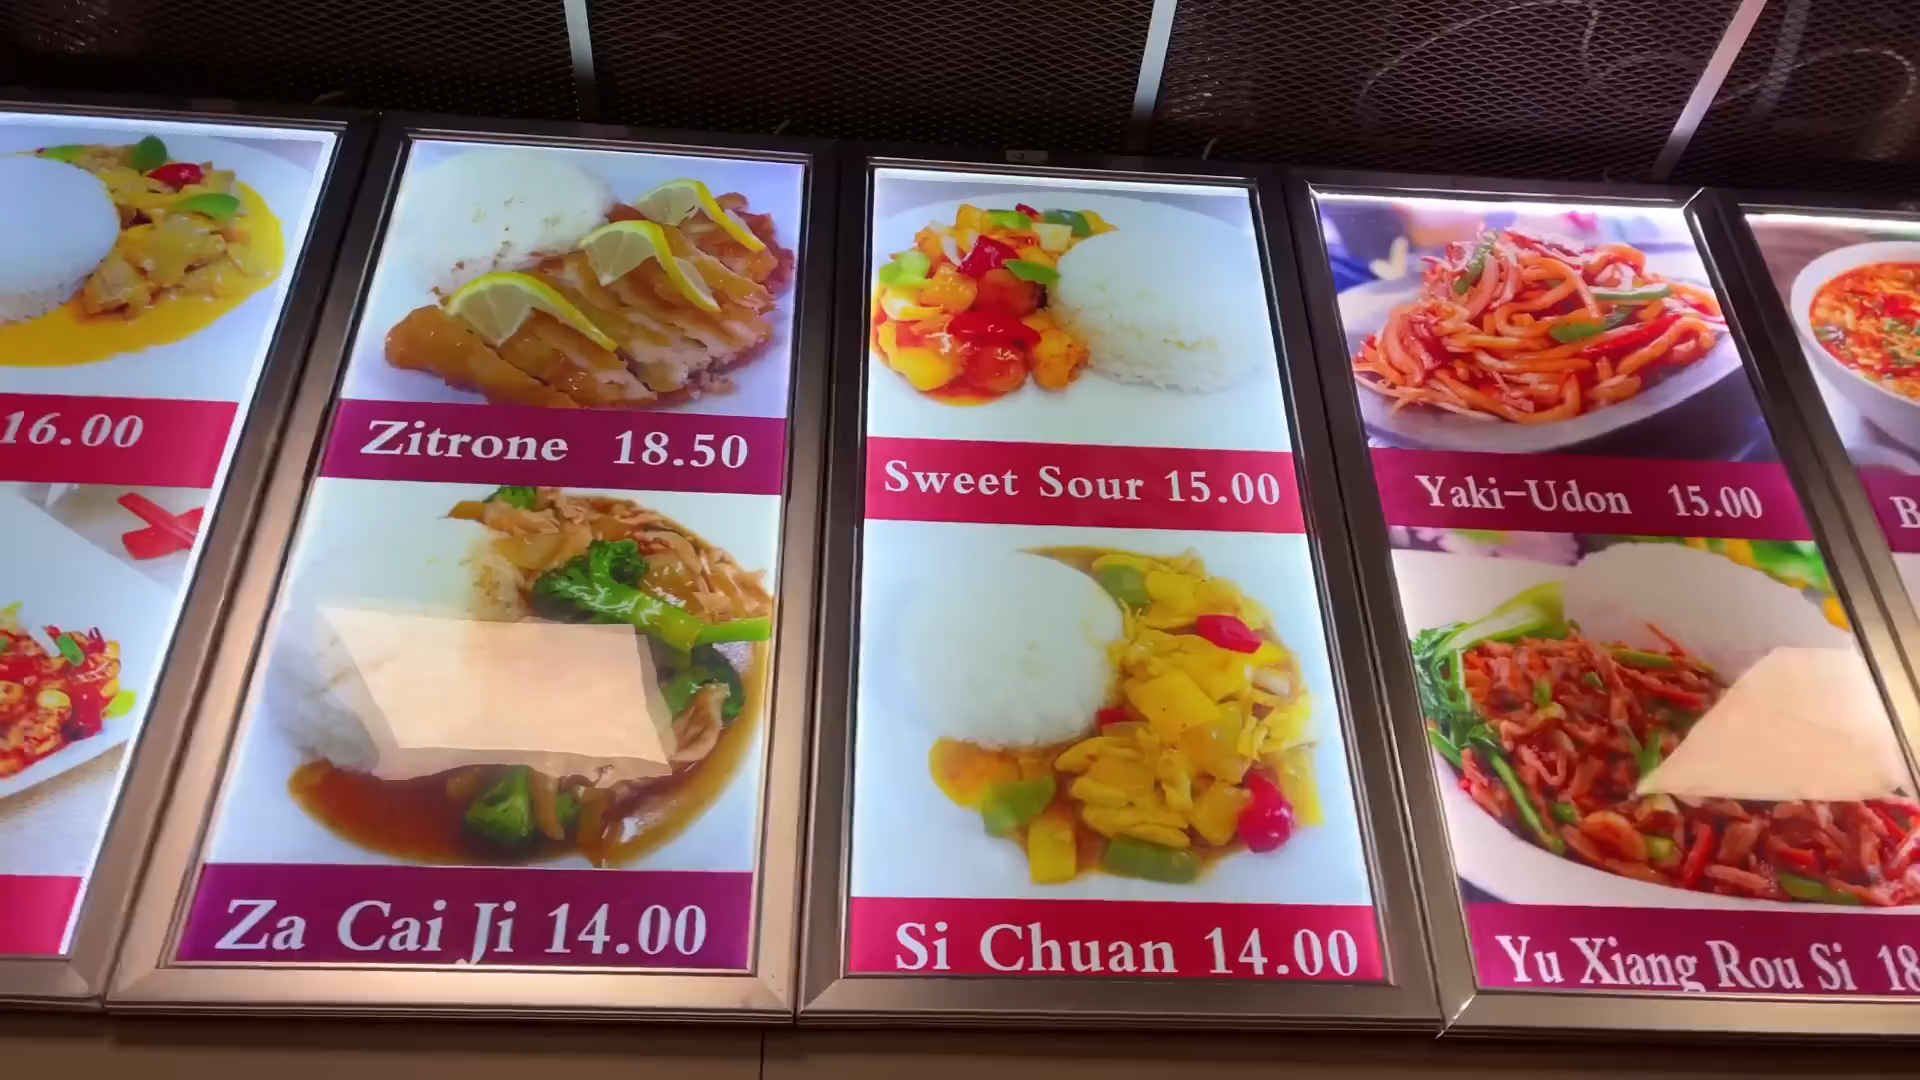 16.00
Zitrone 18.50
Sweet Sour 15.00
Yaki-Udon 15.00
Za Cai Ji 14.00
Si Chuan 14.00
Yu Xiang Rou Si 18